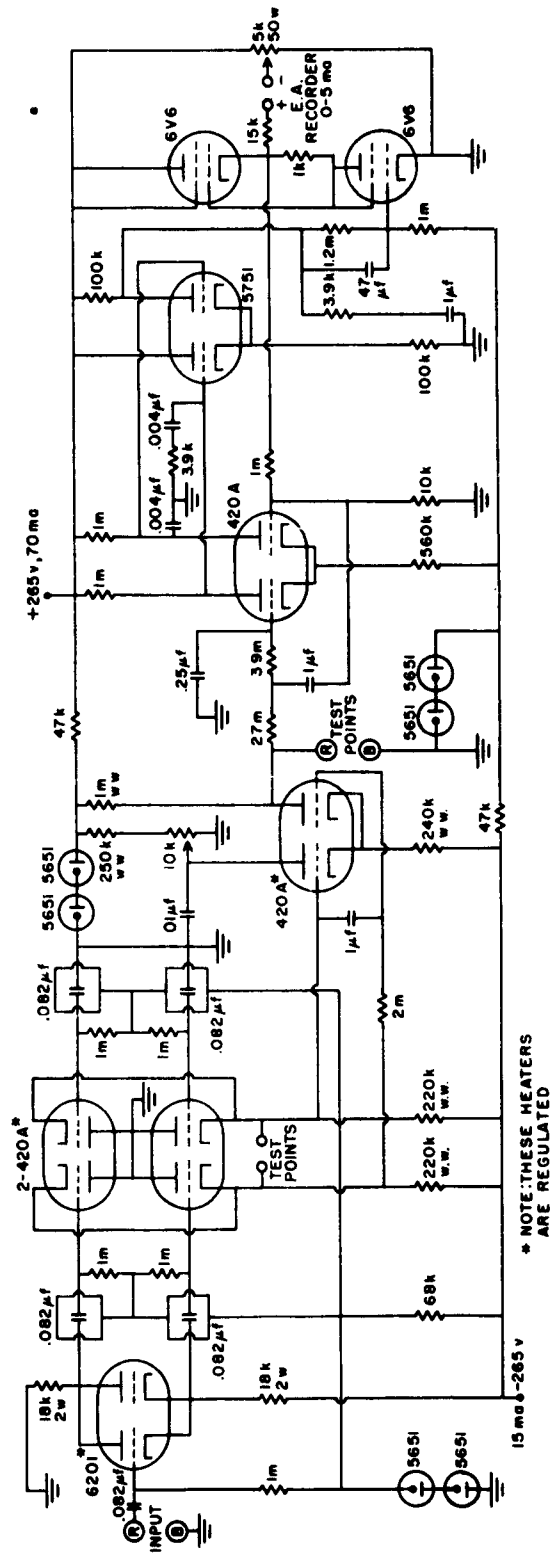 INPUT
R
B
.082µf
*
6201
18k
2w
18k
2w
1m
5651
5651
15 ma -265 v
.082µf
.082µf
1m
1m
68k
2-420A*
TEST
POINTS
220k
w.w.
220k
w.w.
1m
1m
.082µf
.082µf
2m
1µf
01µf
5651
5651
250k
ww
10k
1m
ww
420A*
240k
w.w.
47k
47k
27m
R
TEST
POINTS
B
5651
5651
.25µf
39m
1µf
+265v,70ma
1m
1m
420A
560k
10k
1m
.004µf
3.9k
.004µf
5751
100k
100k
3.9k
1.2m
47
µf
1µf
1m
6V6
1k
6V6
15k
+
-
E.A.
RECORDER
0-5 ma
5k
50w
* NOTE:THESE HEATERS
ARE REGULATED